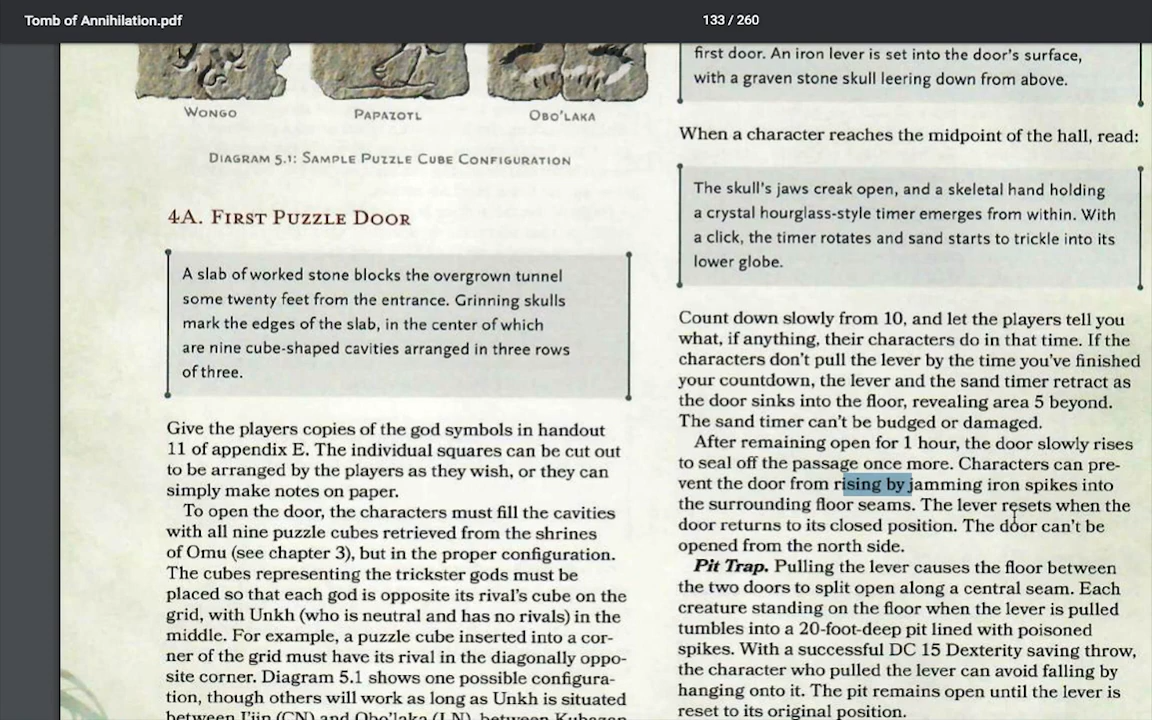 Tomb of Annihilation.pdf
133 / 260
WONGO
PAPAZOTL
OBO'LAKA
DIAGRAM 5.1: SAMPLE PUZZLE CUBE CONFIGURATION
4A. FIRST PUZZLE DOOR
A slab of worked stone blocks the overgrown tunnel
some twenty feet from the entrance. Grinning skulls
mark the edges of the slab, in the center of which
are nine cube-shaped cavities arranged in three rows
of three.
Give the players copies of the god symbols in handout
11 of appendix E. The individual squares can be cut out
to be arranged by the players as they wish, or they can
simply make notes on paper.
To open the door, the characters must fill the cavities
with all nine puzzle cubes retrieved from the shrines
of Omu (see chapter 3), but in the proper configuration.
The cubes representing the trickster gods must be
placed so that each god is opposite its rival's cube on the
grid, with Unkh (who is neutral and has no rivals) in the
middle. For example, a puzzle cube inserted into a cor-
ner of the grid must have its rival in the diagonally oppo-
site corner. Diagram 5.1 shows one possible configura-
tion, though others will work as long as Unkh is situated
between I'jin (CN) and Obo'laka (LN), between Kubazan
first door. An iron lever is set into the door's surface,
with a graven stone skull leering down from above.
When a character reaches the midpoint of the hall, read:
The skull's jaws creak open, and a skeletal hand holding
a crystal hourglass-style timer emerges from within. With
a click, the timer rotates and sand starts to trickle into its
lower globe.
Count down slowly from 10, and let the players tell you
what, if anything, their characters do in that time. If the
characters don't pull the lever by the time you've finished
your countdown, the lever and the sand timer retract as
the door sinks into the floor, revealing area 5 beyond.
The sand timer can't be budged or damaged.
After remaining open for 1 hour, the door slowly rises
to seal off the passage once more. Characters can pre-
vent the door from rising by jamming iron spikes into
the surrounding floor seams. The lever resets when the
door returns to its closed position. The door can't be
opened from the north side.
Pit Trap. Pulling the lever causes the floor between
the two doors to split open along a central seam. Each
creature standing on the floor when the lever is pulled
tumbles into a 20-foot-deep pit lined with poisoned
spikes. With a successful DC 15 Dexterity saving throw,
the character who pulled the lever can avoid falling by
hanging onto it. The pit remains open until the lever is
reset to its original position.